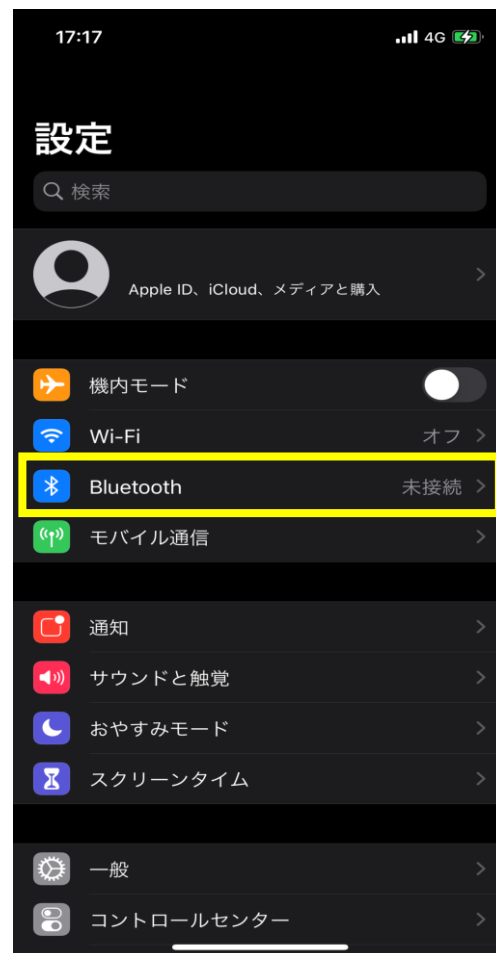 17:17 4G
設定
検索
Apple ID、iCloud、メディアと購入
機内モード
Wi-Fi オフ
Bluetooth 未接続
モバイル通信
通知
サウンドと触覚
おやすみモード
スクリーンタイム
一般
コントロールセンター